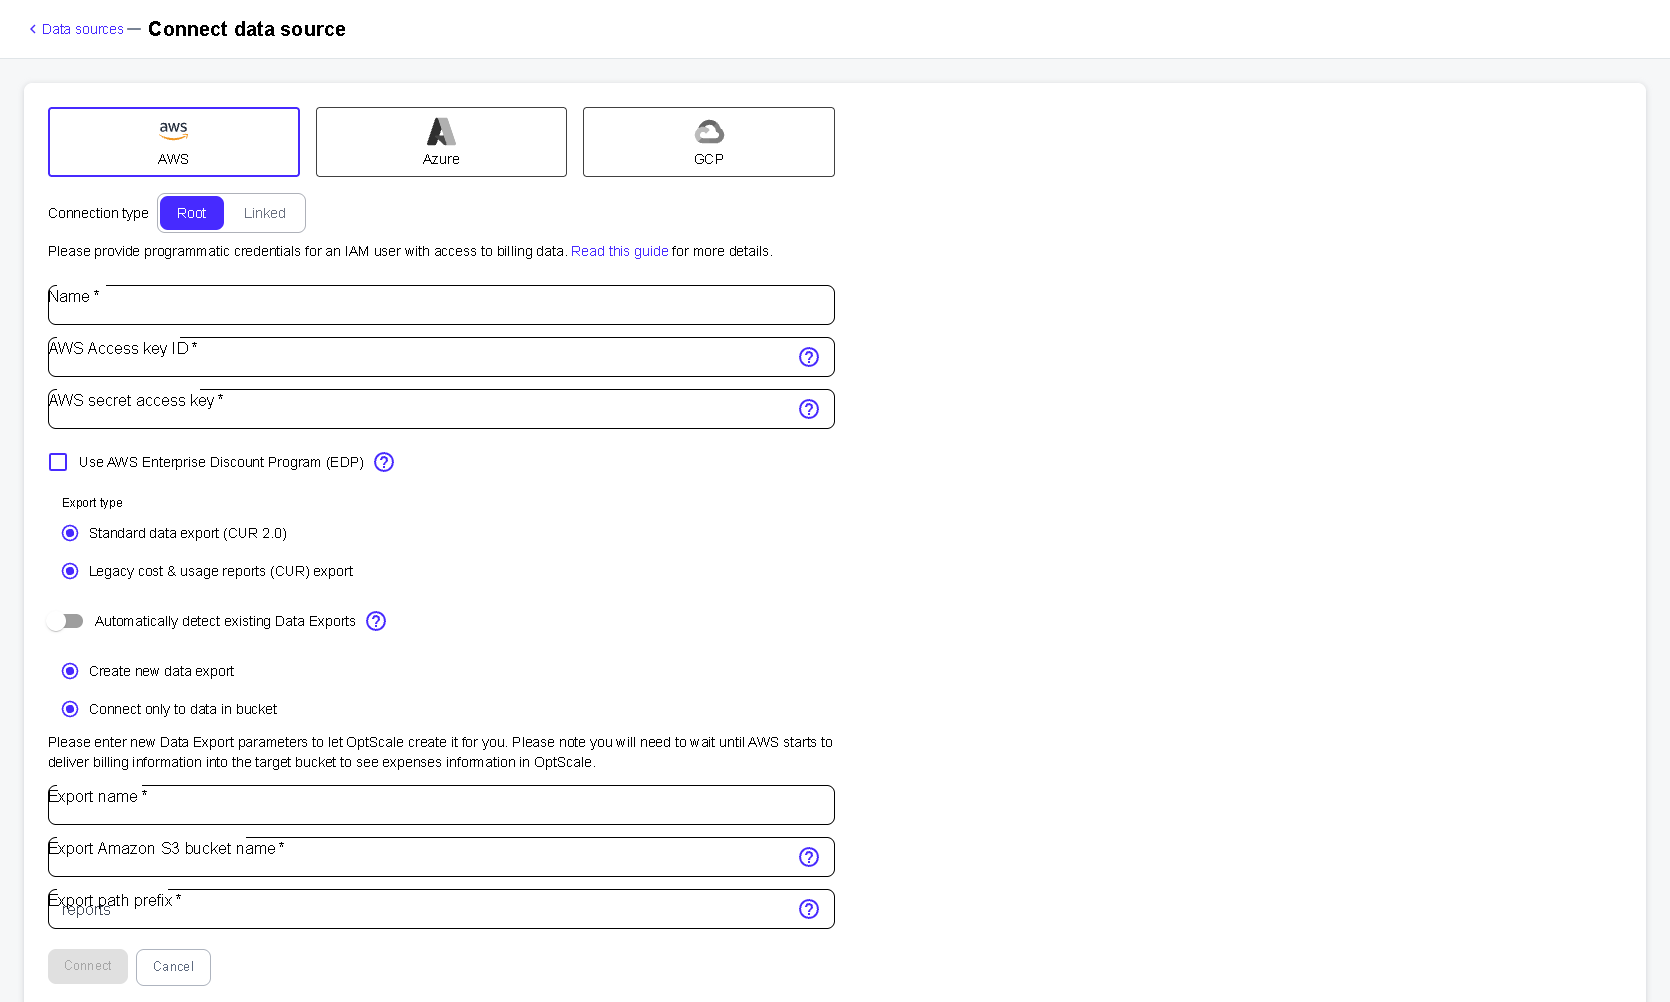 Data sources — Connect data source
aws
AWS
Azure
GCP
Connection type Root Linked
Please provide programmatic credentials for an IAM user with access to billing data. Read this guide for more details.
Name *
AWS Access key ID *
AWS secret access key *
Use AWS Enterprise Discount Program (EDP)
Export type
Standard data export (CUR 2.0)
Legacy cost & usage reports (CUR) export
Automatically detect existing Data Exports
Create new data export
Connect only to data in bucket
Please enter new Data Export parameters to let OptScale create it for you. Please note you will need to wait until AWS starts to
deliver billing information into the target bucket to see expenses information in OptScale.
Export name *
Export Amazon S3 bucket name *
Export path prefix *
reports
Connect Cancel